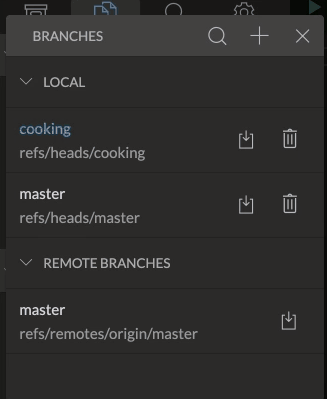 BRANCHES
LOCAL
cooking
refs/heads/cooking
master
refs/heads/master
REMOTE BRANCHES
master
refs/remotes/origin/master